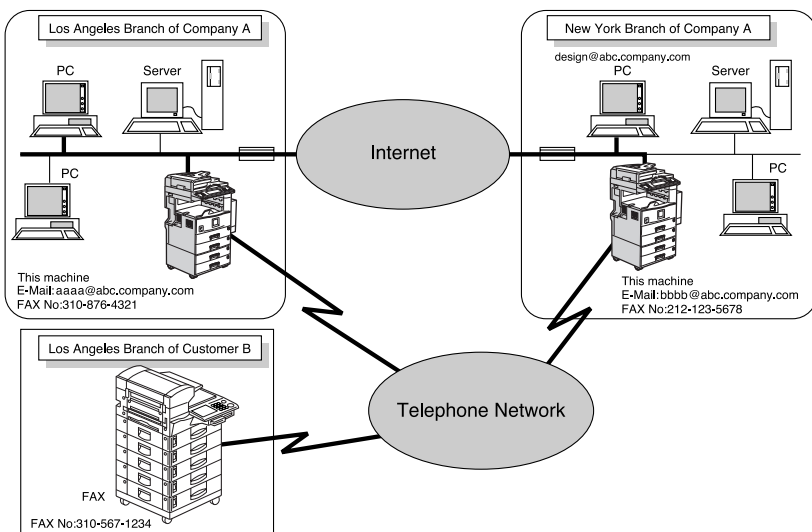 Los Angeles Branch of Company A
PC
Server
PC
This machine
E-Mail:aaaa@abc.company.com
FAX No:310-876-4321
Internet
New York Branch of Company A
design@abc.company.com
PC
Server
PC
This machine
E-Mail:bbbb@abc.company.com
FAX No:212-123-5678
Los Angeles Branch of Customer B
FAX
FAX No:310-567-1234
Telephone Network